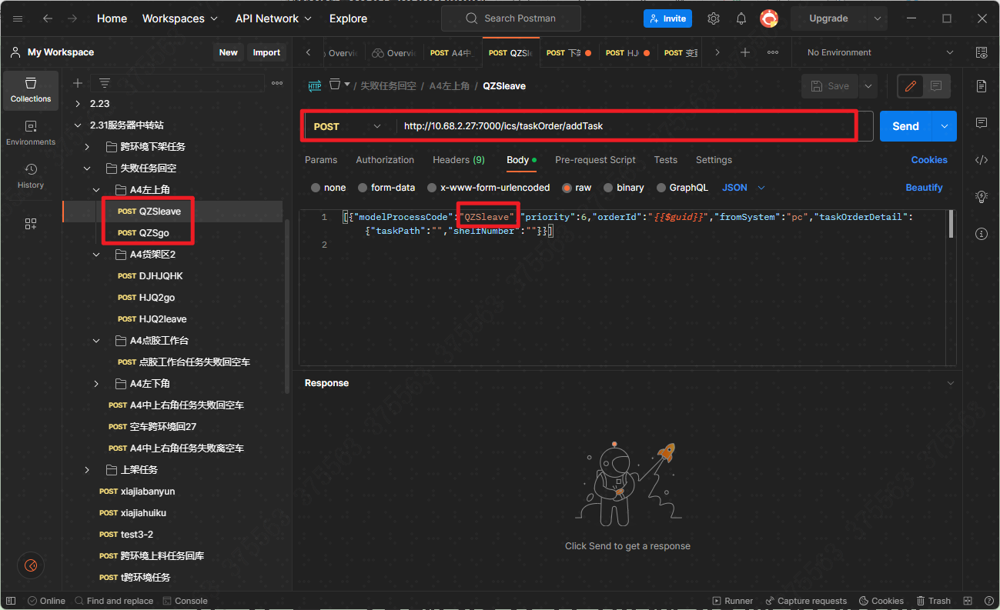 Home Workspaces API Network Explore Search Postman Invite Upgrade
My Workspace New Import Overvie Overvie POST A4中 POST QZSle POST 下架 POST HJ POST 变更 No Environment
Collections
Environments
History
2.23
2.31服务器中转站
跨环境下架任务
失败任务回空
A4左上角
POST QZSleave
POST QZSgo
A4货架区2
POST DJHJQHK
POST HJQ2go
POST HJQ2leave
A4点胶工作台
POST 点胶工作台任务失败回空车
A4左下角
POST A4中上右角任务失败回空车
POST 空车跨环境回27
POST A4中上右角任务失败离空车
上架任务
POST xiajiabanyun
POST xiajiahuiku
POST test3-2
POST 跨环境上料任务回库
POST t跨环境任务
HTTP / 失败任务回空 / A4左上角 / QZSleave Save
POST http://10.68.2.27:7000/ics/taskOrder/addTask Send
Params Authorization Headers (9) Body Pre-request Script Tests Settings Cookies
none form-data x-www-form-urlencoded raw binary GraphQL JSON Beautify
1 [{"modelProcessCode":"QZSleave","priority":6,"orderId":"{{$guid}}","fromSystem":"pc","taskOrderDetail":
{"taskPath":"","shelfNumber":""}}]
2
Response
Click Send to get a response
Online Find and replace Console Runner Capture requests Cookies Trash